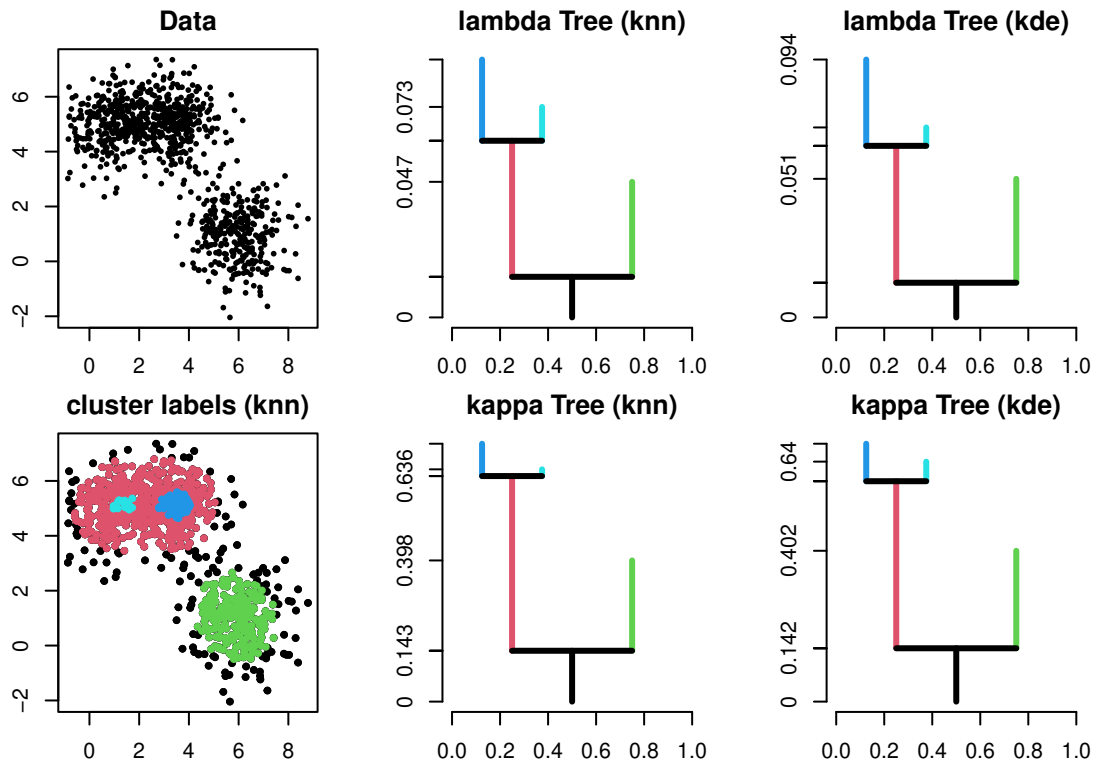 Data
6
4
2
0
−2
0 2 4 6 8
lambda Tree (knn)
0.073
0.047
0
0.0 0.2 0.4 0.6 0.8 1.0
lambda Tree (kde)
0.094
0.051
0
0.0 0.2 0.4 0.6 0.8 1.0
cluster labels (knn)
6
4
2
0
−2
0 2 4 6 8
kappa Tree (knn)
0.636
0.398
0.143
0
0.0 0.2 0.4 0.6 0.8 1.0
kappa Tree (kde)
0.64
0.402
0.142
0
0.0 0.2 0.4 0.6 0.8 1.0